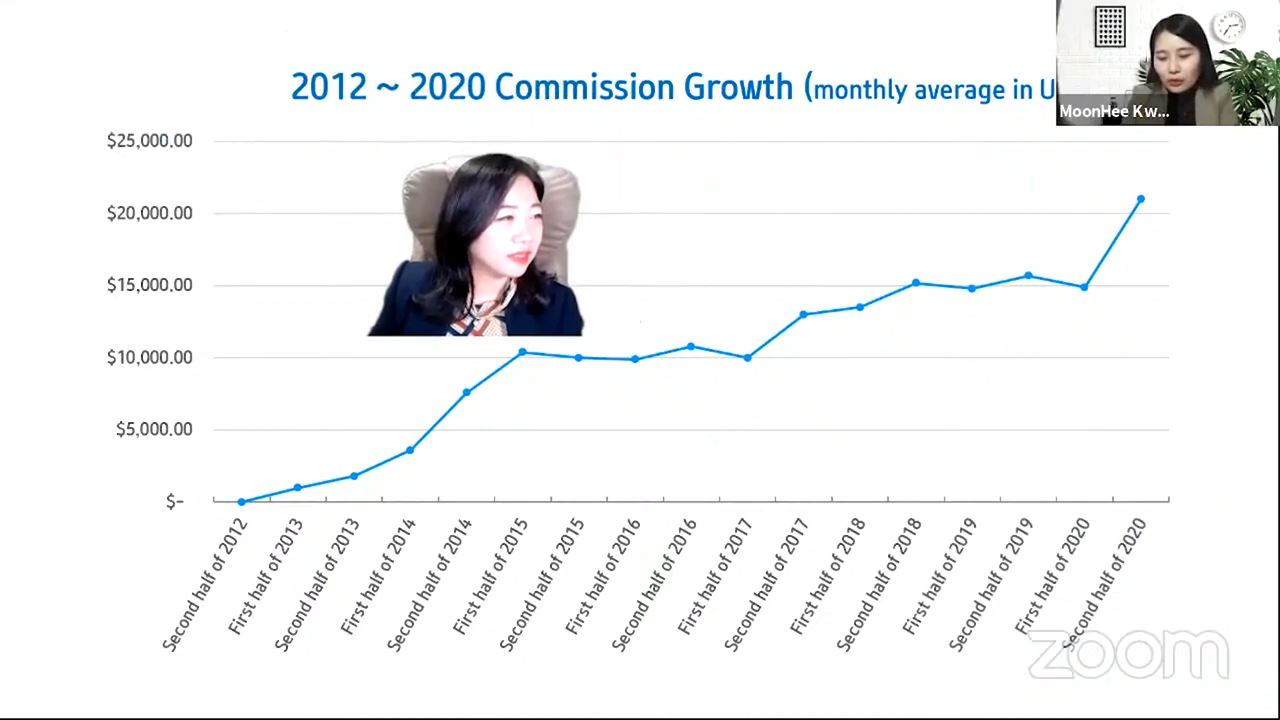 2012 ~ 2020 Commission Growth (monthly average in U
MoonHee Kw...
$25,000.00
$20,000.00
$15,000.00
$10,000.00
$5,000.00
$-
Second half of 2012
First half of 2013
Second half of 2013
First half of 2014
Second half of 2014
First half of 2015
Second half of 2015
First half of 2016
Second half of 2016
First half of 2017
Second half of 2017
First half of 2018
Second half of 2018
First half of 2019
Second half of 2019
First half of 2020
Second half of 2020
zoom